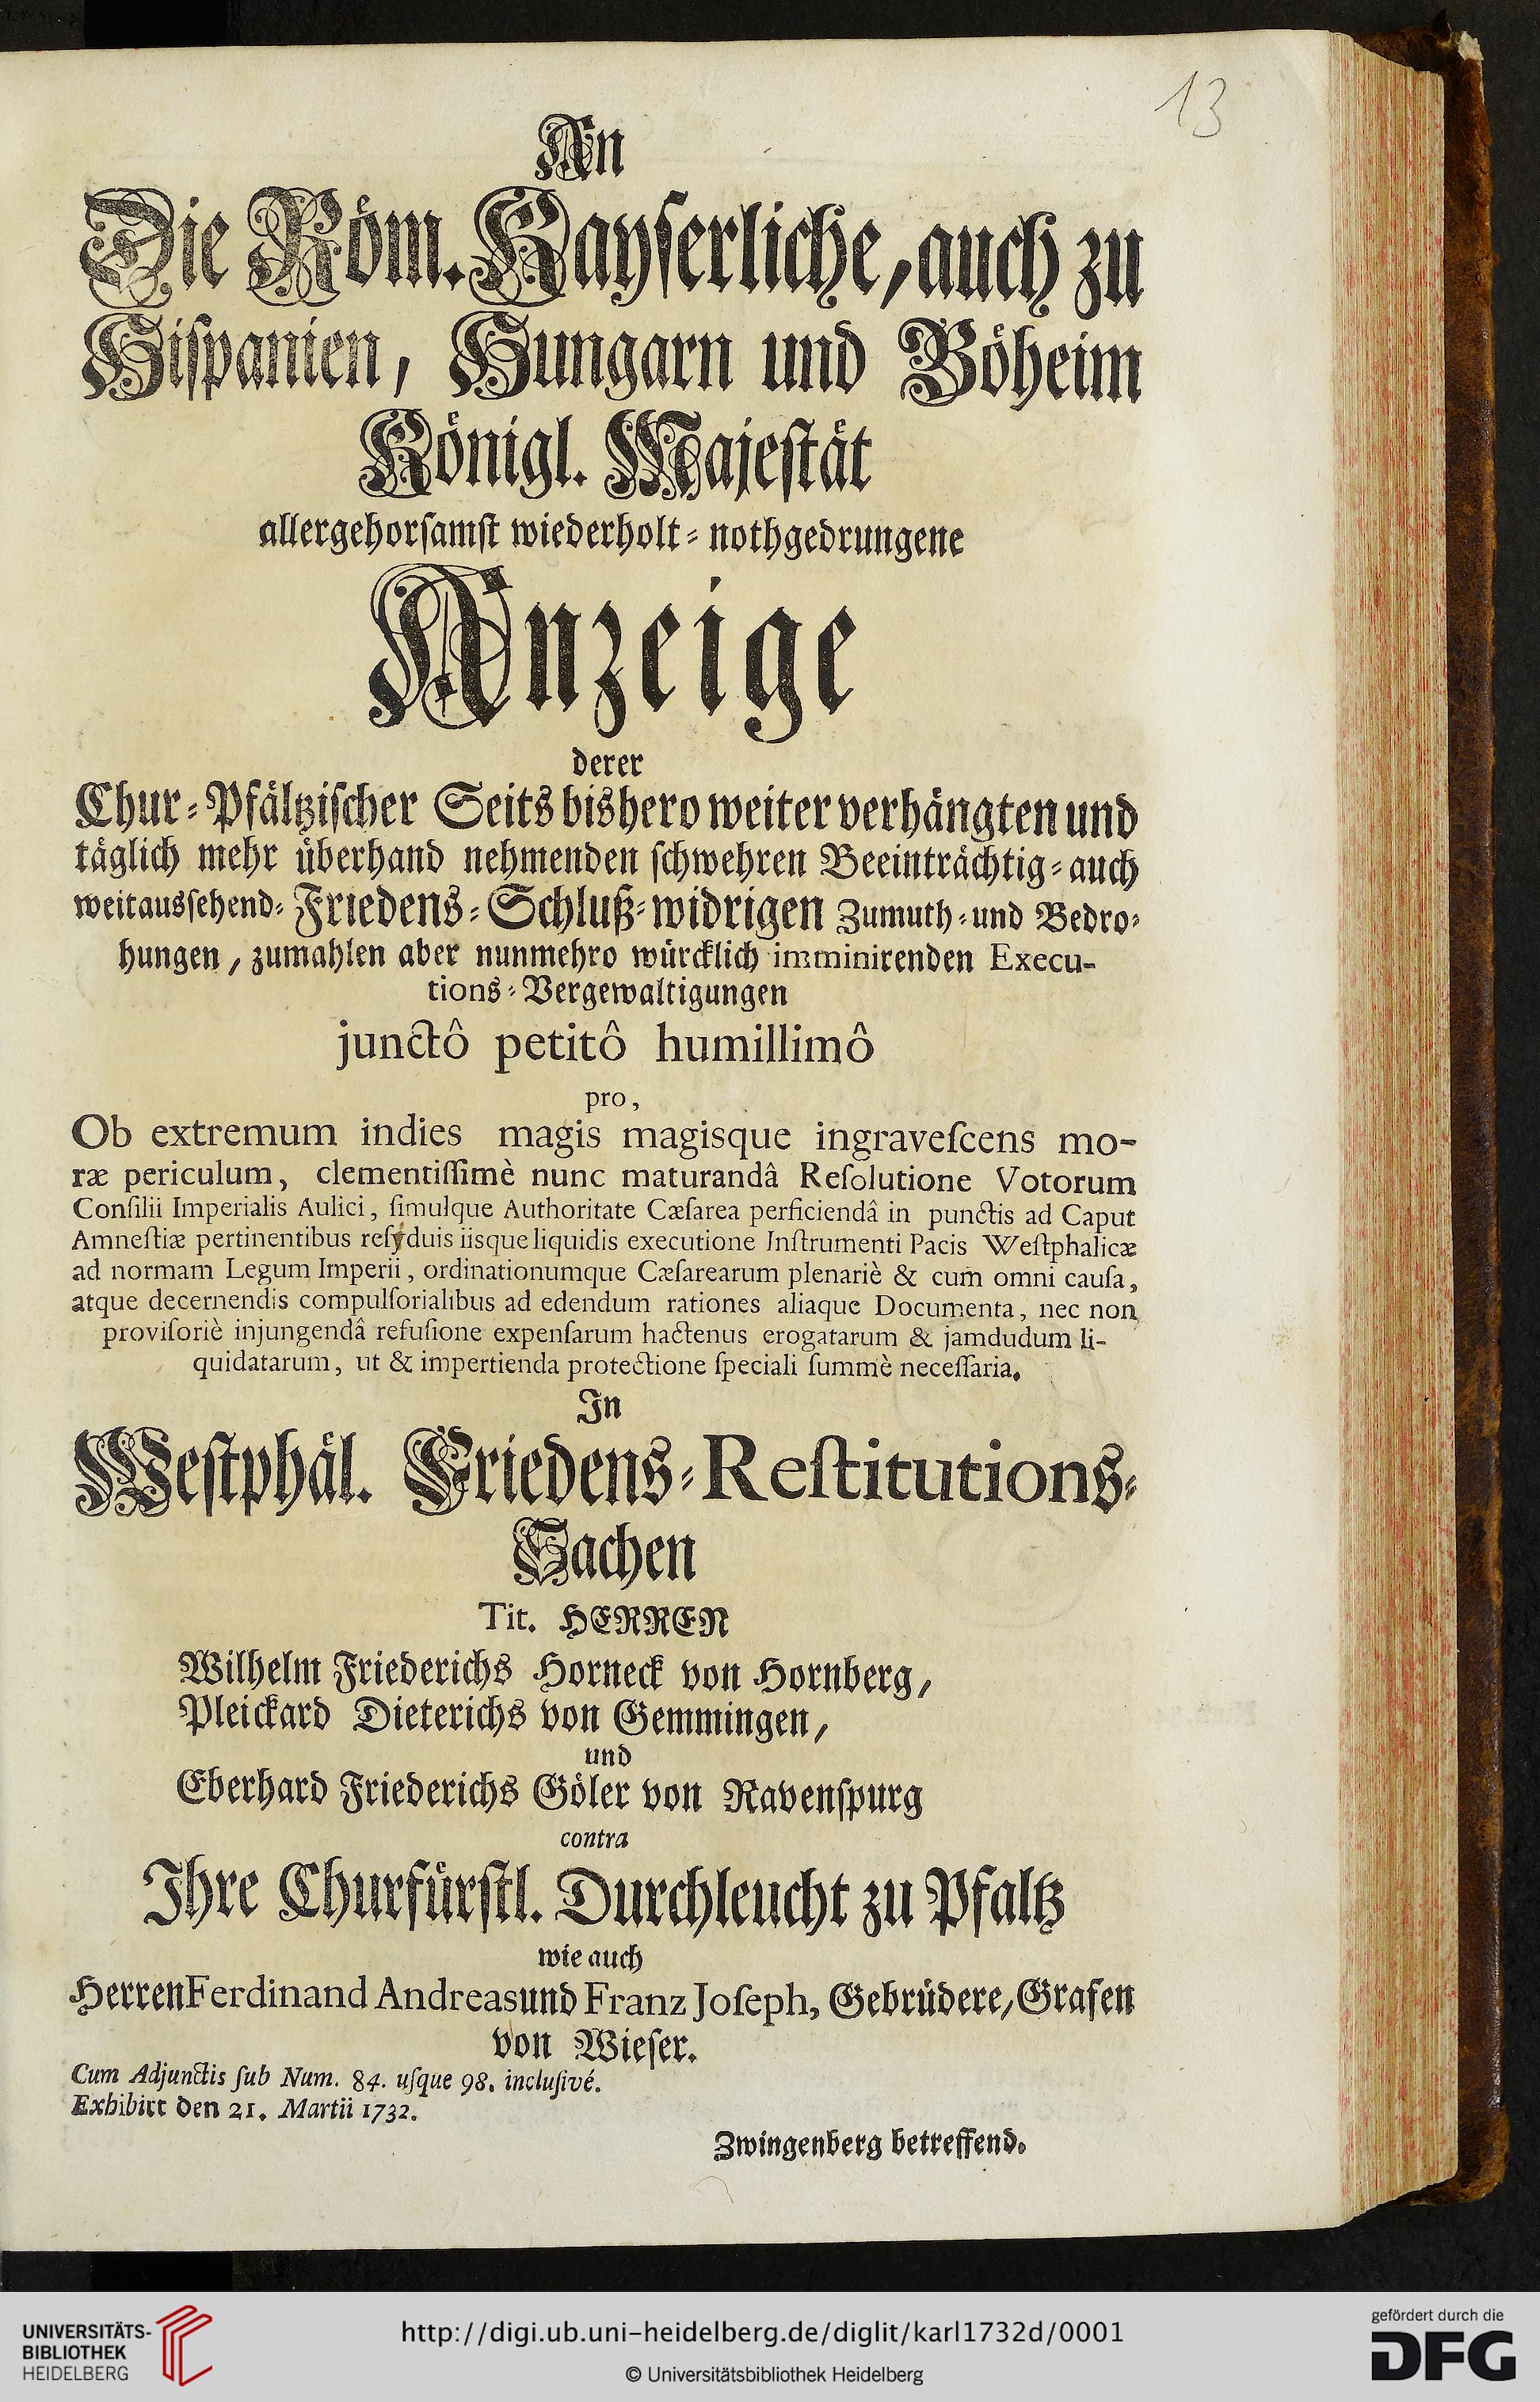 13
An
Die Röm. Kayserliche, auch zu
Hispanien, Hungarn und Böheim
Königl. Majestät
allergehorsamst wiederholt-nothgedrungene
Anzeige
derer
Chur-Pfältzischer Seits bishero weiter verhängten und
täglich mehr überhand nehmenden schwehren Beeinträchtig-auch
weitaussehend-Friedens-Schluß-widrigen Zumuth-und Bedro-
hungen, zumahlen aber nunmehro würcklich imminirenden Execu-
tions-Vergewaltigungen
junctô petitô humillimô
pro,
Ob extremum indies magis magisque ingravescens mo-
ræ periculum, clementissimè nunc maturandâ Resolutione Votorum
Consilii Imperialis Aulici, simulque Authoritate Cæsarea perficiendâ in punctis ad Caput
Amnestiæ pertinentibus resyduis iisque liquidis executione Instrumenti Pacis Westphalicæ
ad normam Legum Imperii, ordinationumque Cæsarearum plenariè & cum omni causa,
atque decernendis compulsorialibus ad edendum rationes aliaque Documenta, nec non
provisoriè injungendâ refusione expensarum hactenus erogatarum & jamdudum li-
quidatarum, ut & impertienda protectione speciali summè necessaria.
In
Westphäl. Friedens-Restitutions-
Sachen
Tit. HERREN
Wilhelm Friederichs Horneck von Hornberg,
Pleickard Dieterichs von Gemmingen,
und
Eberhard Friederichs Göler von Ravenspurg
contra
Ihre Churfürstl. Durchleucht zu Pfaltz
wie auch
Herren Ferdinand Andreas und Franz Joseph, Gebrüdere, Grafen
von Wieser.
Cum Adjunctis sub Num. 84. usque 98. inclusivé.
Exhibirt den 21. Martii 1732.
Zwingenberg betreffend.
UNIVERSITÄTS-
BIBLIOTHEK
HEIDELBERG
http://digi.ub.uni-heidelberg.de/diglit/karl1732d/0001
© Universitätsbibliothek Heidelberg
gefördert durch die
DFG